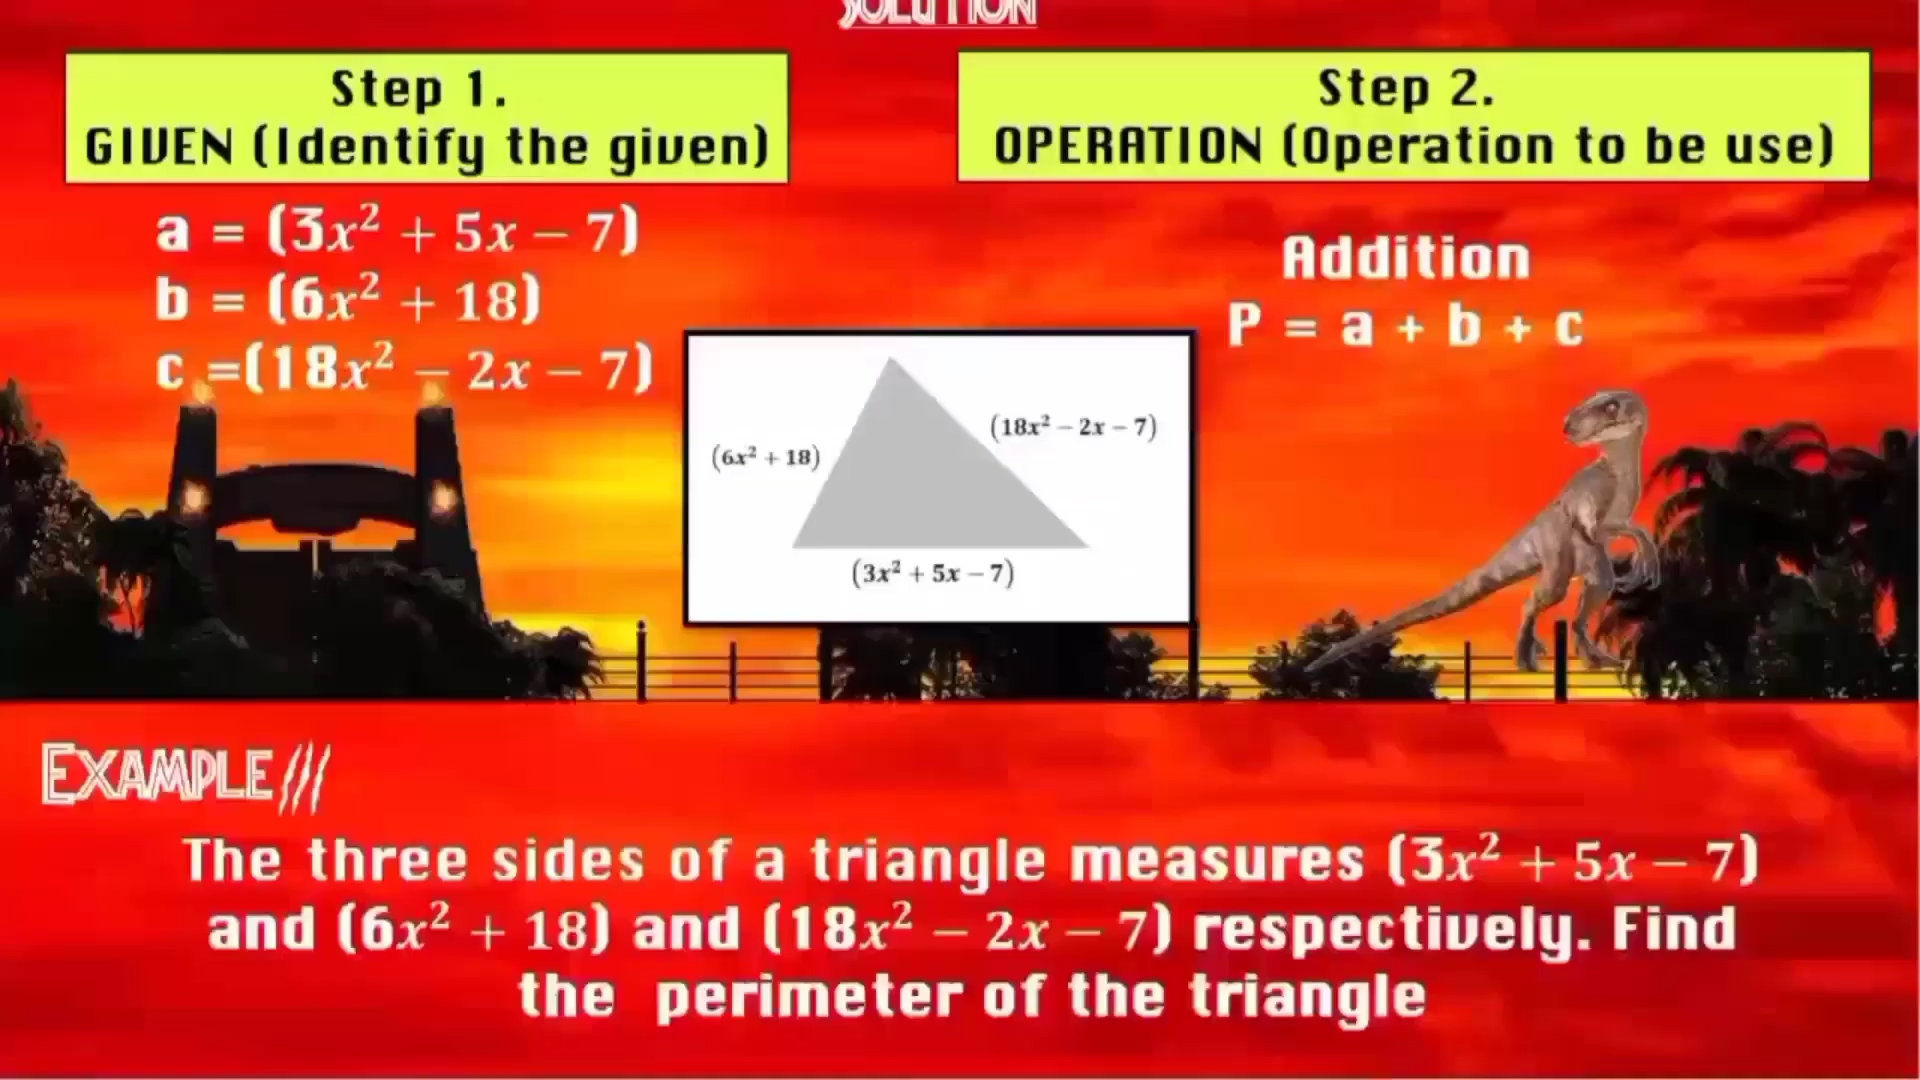 SOLUTION
Step 1.
GIVEN (Identify the given)
a = (3x² + 5x − 7)
b = (6x² + 18)
c =(18x² − 2x − 7)
Step 2.
OPERATION (Operation to be use)
Addition
P = a + b + c
(6x² + 18)
(18x² − 2x − 7)
(3x² + 5x − 7)
EXAMPLE
The three sides of a triangle measures (3x² + 5x − 7)
and (6x² + 18) and (18x² − 2x − 7) respectively. Find
the perimeter of the triangle